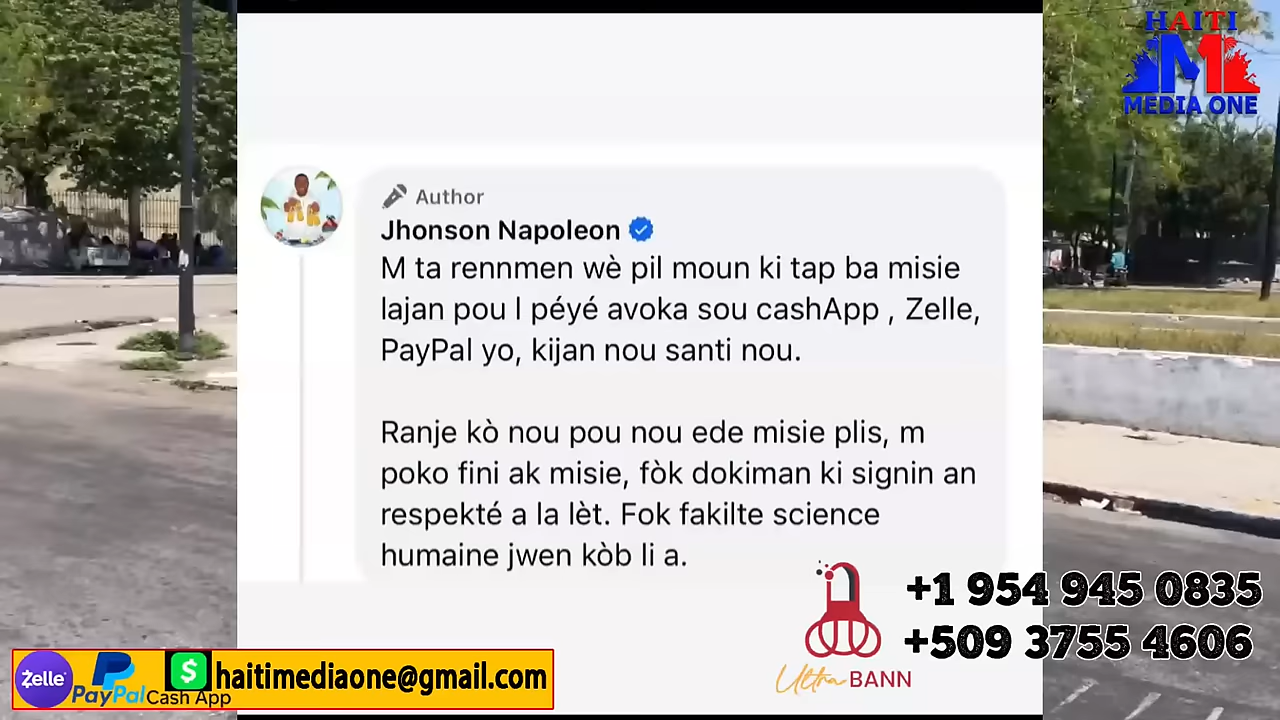 HAITI
MEDIA ONE
Author
Jhonson Napoleon
M ta rennmen wè pil moun ki tap ba misie
lajan pou l péyé avoka sou cashApp , Zelle,
PayPal yo, kijan nou santi nou.
Ranje kò nou pou nou ede misie plis, m
poko fini ak misie, fòk dokiman ki signin an
respekté a la lèt. Fok fakilte science
humaine jwen kòb li a.
+1 954 945 0835
+509 3755 4606
Ultra BANN
Zelle
PayPal
$
Cash App
haitimediaone@gmail.com